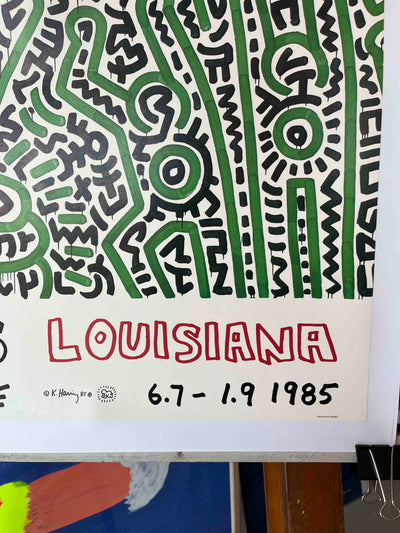 LOUISIANA
© K. Haring 85 ⊕
6.7 – 1.9 1985